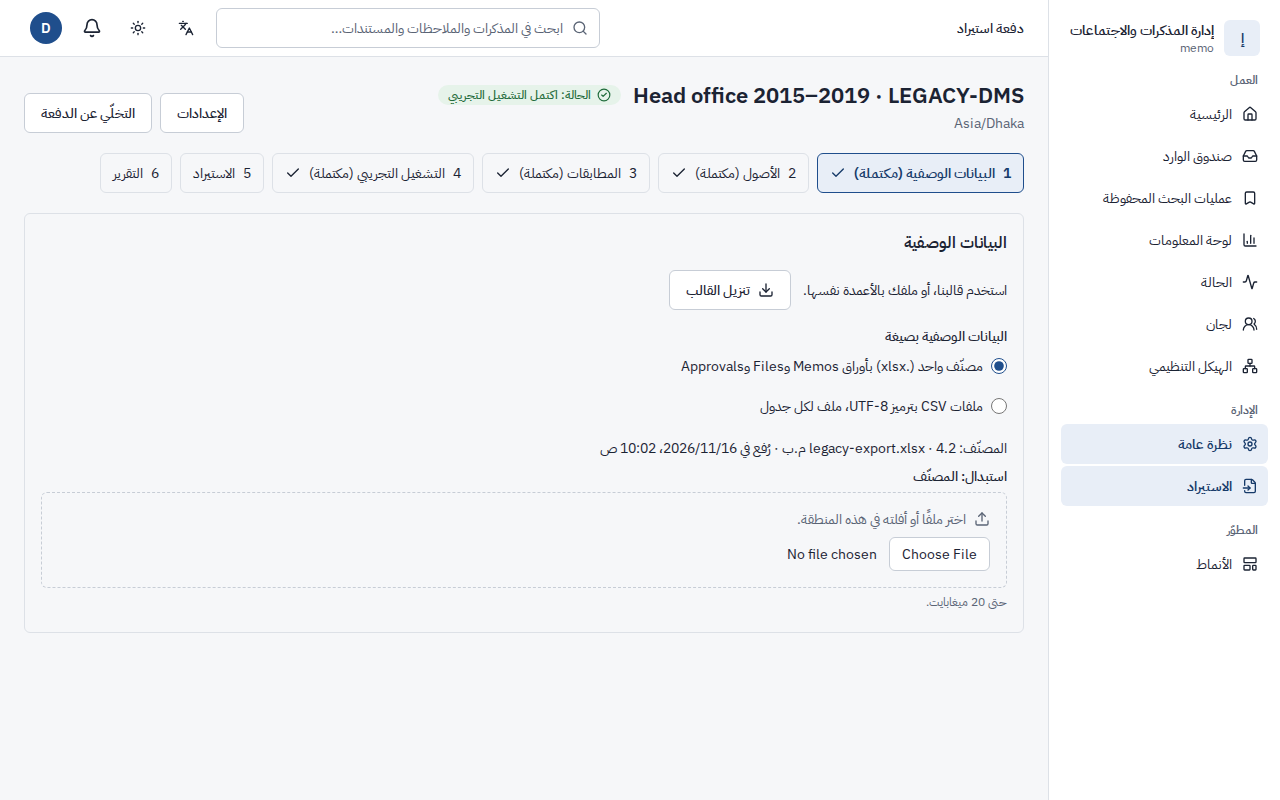 إدارة المذكرات والاجتماعات
memo
إ
العمل
الرئيسية
صندوق الوارد
عمليات البحث المحفوظة
لوحة المعلومات
الحالة
لجان
الهيكل التنظيمي
الإدارة
نظرة عامة
الاستيراد
المطوّر
الأنماط
دفعة استيراد
ابحث في المذكرات والملاحظات والمستندات...
D
Head office 2015–2019 · LEGACY-DMS
الحالة: اكتمل التشغيل التجريبي
Asia/Dhaka
الإعدادات
التخلّي عن الدفعة
1 البيانات الوصفية (مكتملة)
2 الأصول (مكتملة)
3 المطابقات (مكتملة)
4 التشغيل التجريبي (مكتملة)
5 الاستيراد
6 التقرير
البيانات الوصفية
استخدم قالبنا، أو ملفك بالأعمدة نفسها.
تنزيل القالب
البيانات الوصفية بصيغة
مصنّف واحد (.xlsx) بأوراق Memos وFiles وApprovals
ملفات CSV بترميز UTF-8، ملف لكل جدول
المصنّف: legacy-export.xlsx · 4.2 م.ب · رُفع في 2026/11/16، 10:02 ص
استبدال: المصنّف
اختر ملفًا أو أفلته في هذه المنطقة.
Choose File
No file chosen
حتى 20 ميغابايت.